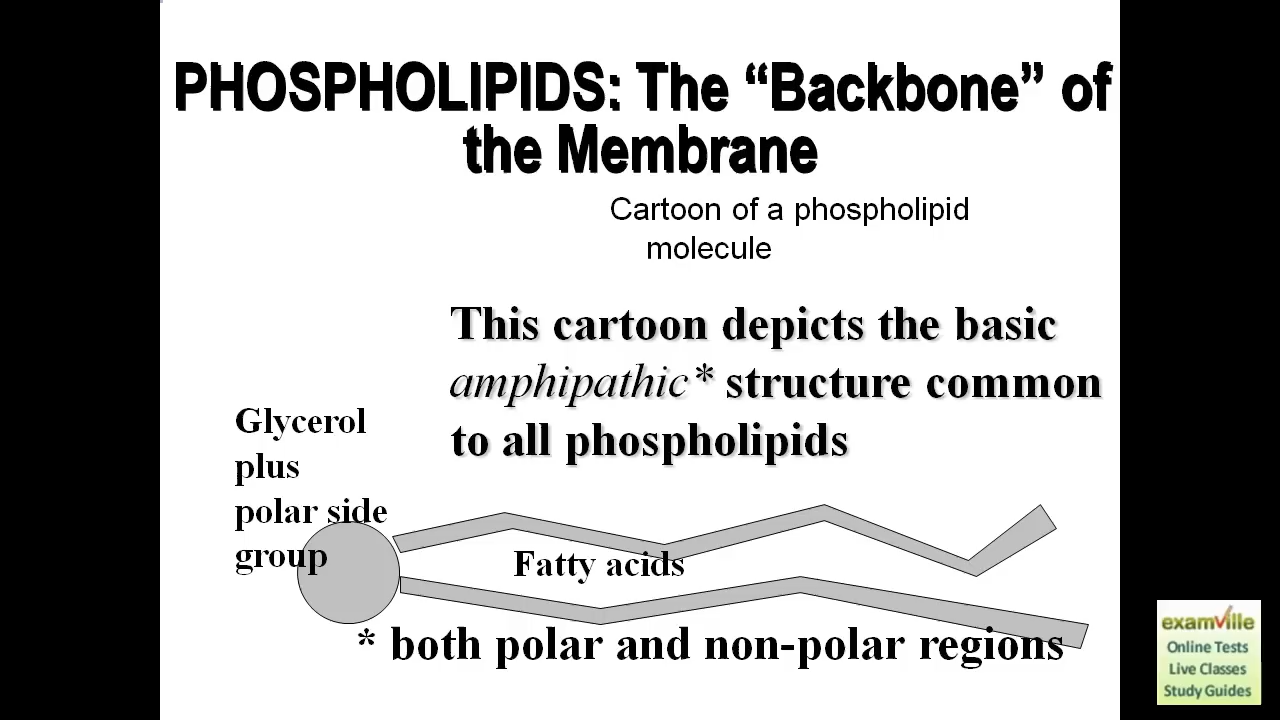 PHOSPHOLIPIDS: The “Backbone” of
the Membrane
Cartoon of a phospholipid
molecule
This cartoon depicts the basic
amphipathic* structure common
to all phospholipids
Glycerol
plus
polar side
group
Fatty acids
* both polar and non-polar regions
examville
Online Tests
Live Classes
Study Guides